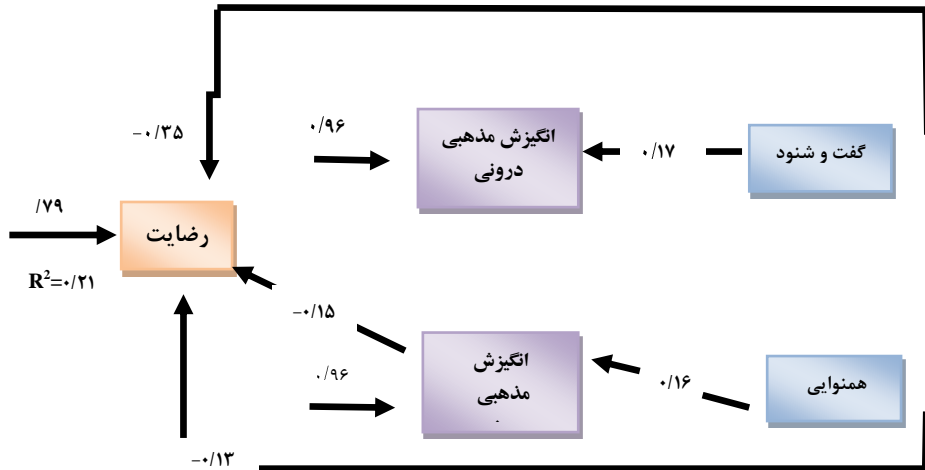 -۰/۳۵
۰/۹۶
انگیزش مذهبی
درونی
۰/۱۷
گفت و شنود
/۷۹
رضایت
R²=۰/۲۱
-۰/۱۵
انگیزش
مذهبی
۰/۹۶
۰/۱۶
همنوایی
-۰/۱۳